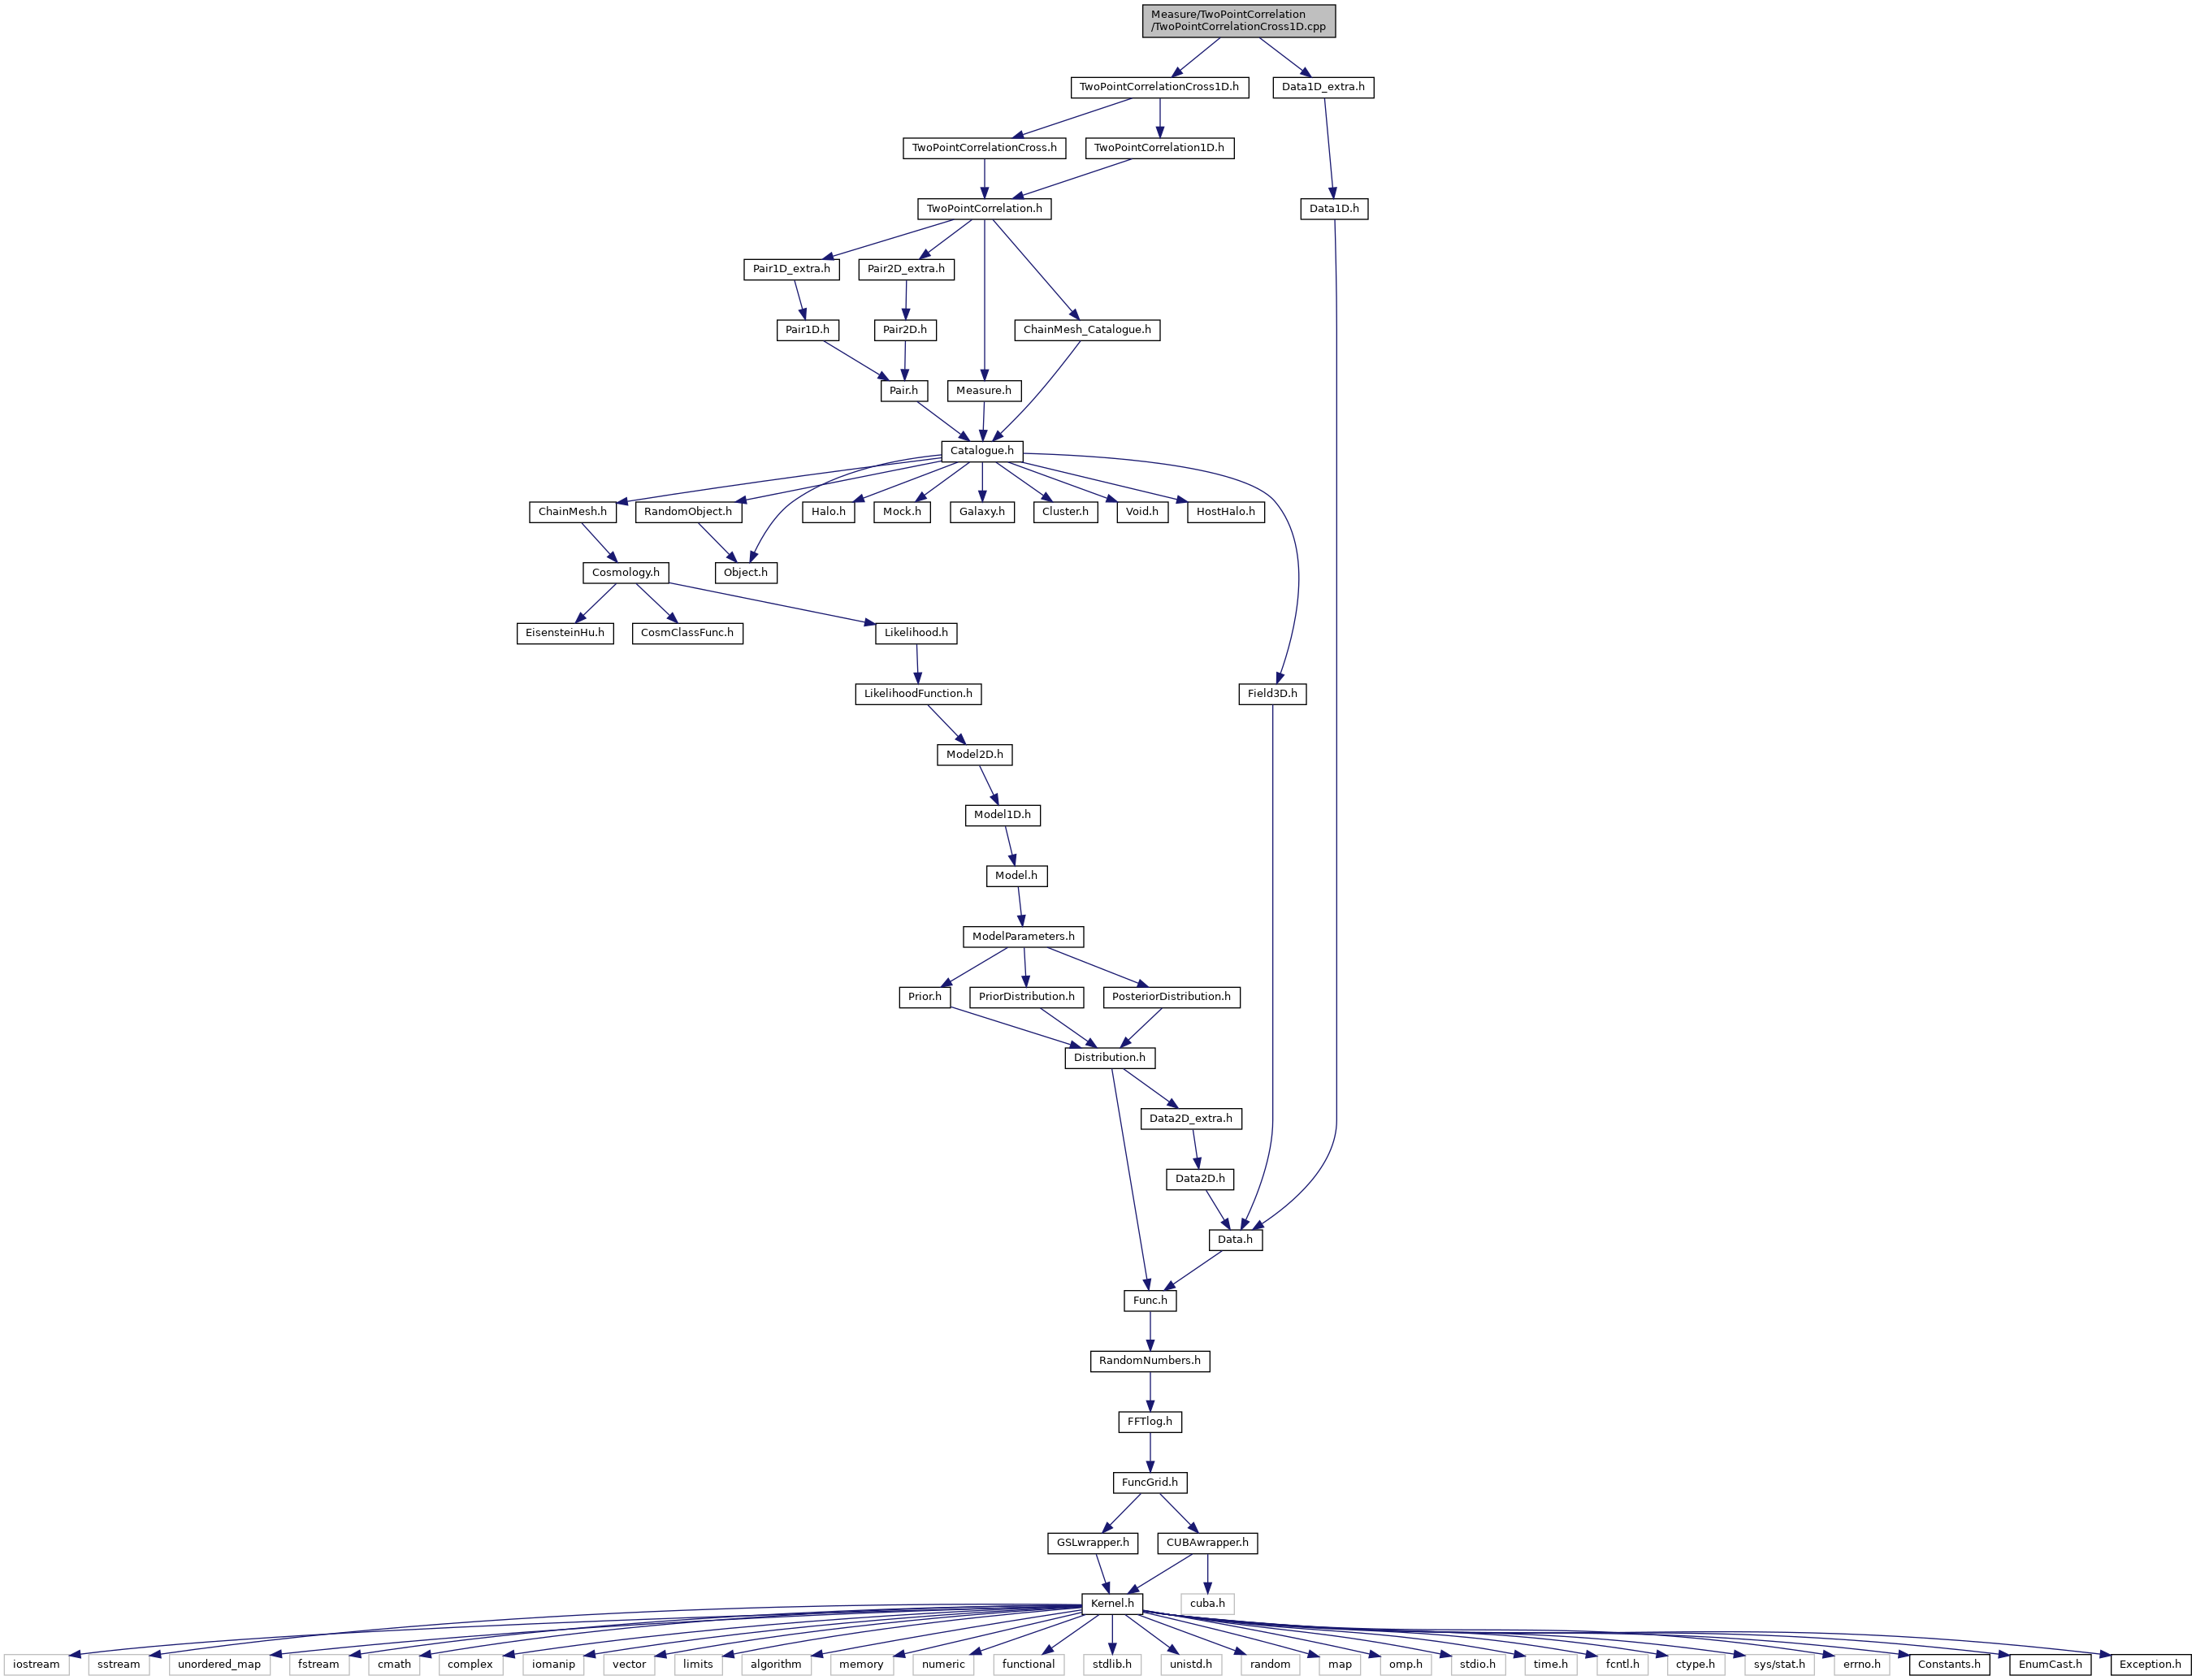 Measure/TwoPointCorrelation
/TwoPointCorrelationCross1D.cpp
TwoPointCorrelationCross1D.h
Data1D_extra.h
TwoPointCorrelationCross.h
TwoPointCorrelation1D.h
TwoPointCorrelation.h
Data1D.h
Pair1D_extra.h
Pair2D_extra.h
Pair1D.h
Pair2D.h
ChainMesh_Catalogue.h
Pair.h
Measure.h
Catalogue.h
ChainMesh.h
RandomObject.h
Halo.h
Mock.h
Galaxy.h
Cluster.h
Void.h
HostHalo.h
Cosmology.h
Object.h
EisensteinHu.h
CosmClassFunc.h
Likelihood.h
LikelihoodFunction.h
Field3D.h
Model2D.h
Model1D.h
Model.h
ModelParameters.h
Prior.h
PriorDistribution.h
PosteriorDistribution.h
Distribution.h
Data2D_extra.h
Data2D.h
Data.h
Func.h
RandomNumbers.h
FFTlog.h
FuncGrid.h
GSLwrapper.h
CUBAwrapper.h
Kernel.h
cuba.h
iostream
sstream
unordered_map
fstream
cmath
complex
iomanip
vector
limits
algorithm
memory
numeric
functional
stdlib.h
unistd.h
random
map
omp.h
stdio.h
time.h
fcntl.h
ctype.h
sys/stat.h
errno.h
Constants.h
EnumCast.h
Exception.h